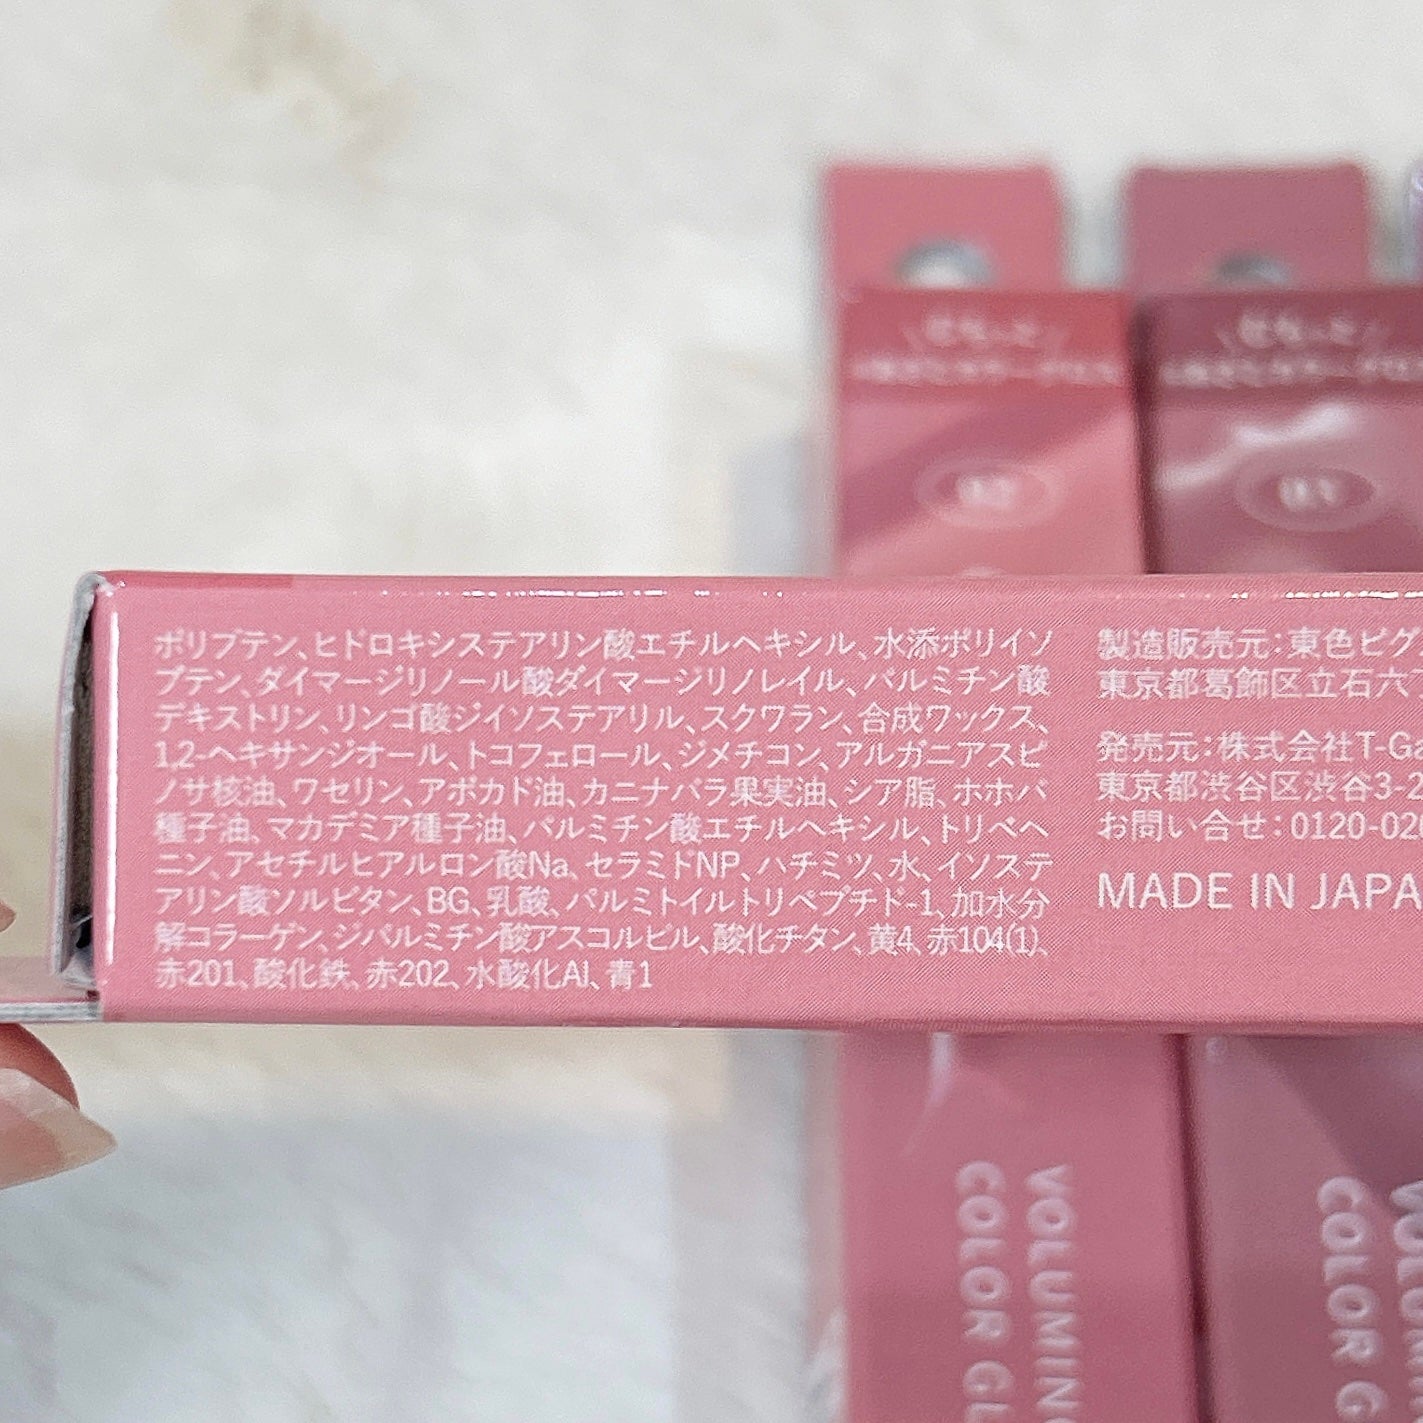 ポリブテン、ヒドロキシステアリン酸エチルヘキシル、水添ポリイソ
ブテン、ダイマージリノール酸ダイマージリノレイル、パルミチン酸
デキストリン、リンゴ酸ジイソステアリル、スクワラン、合成ワックス、
1,2-ヘキサンジオール、トコフェロール、ジメチコン、アルガニアスピ
ノサ核油、ワセリン、アボカド油、カニナバラ果実油、シア脂、ホホバ
種子油、マカデミア種子油、パルミチン酸エチルヘキシル、トリベヘ
ニン、アセチルヒアルロン酸Na、セラミドNP、ハチミツ、水、イソステ
アリン酸ソルビタン、BG、乳酸、パルミトイルトリペプチド-1、加水分
解コラーゲン、ジパルミチン酸アスコルビル、酸化チタン、黄4、赤104(1)、
赤201、酸化鉄、赤202、水酸化Al、青1
製造販売元：東色ピグ
東京都葛飾区立石六
発売元：株式会社T-Ga
東京都渋谷区渋谷3-2
お問い合せ：0120-02
MADE IN JAPA
02
03
VOLUMING
COLOR GL
VOLUMIN
COLOR G